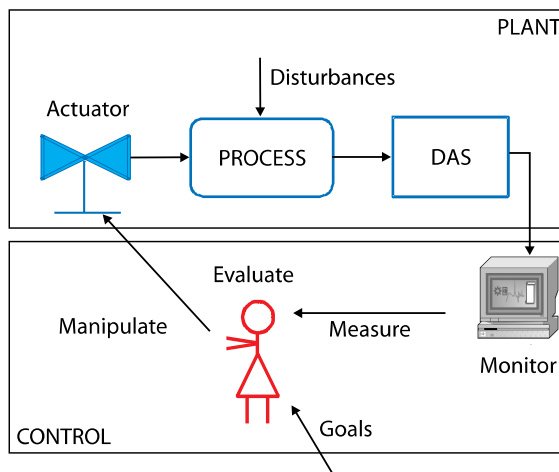 PLANT
Disturbances
Actuator
PROCESS
DAS
Evaluate
Manipulate
Measure
Monitor
Goals
CONTROL